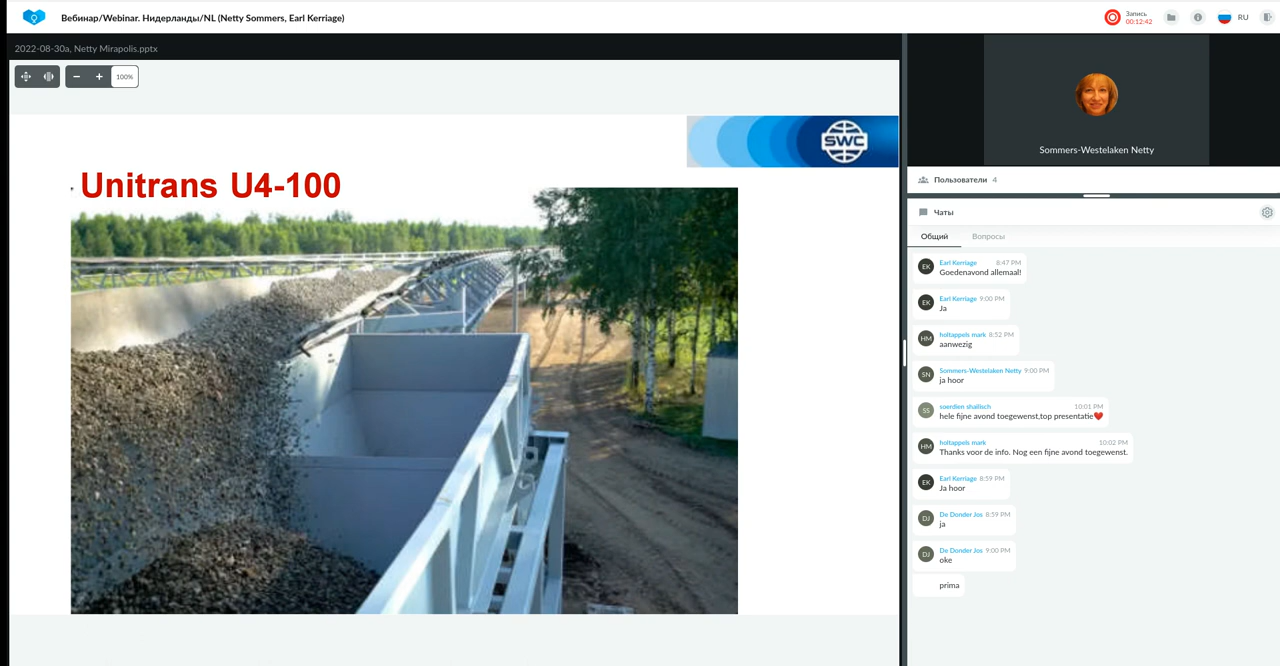 Вебинар/Webinar. Нидерланды/NL (Netty Sommers, Earl Kerriage)
Запись
00:12:42
RU
2022-08-30a, Netty Mirapolis.pptx
100%
SWC
Unitrans U4-100
Sommers-Westelaken Netty
Пользователи 4
Чаты
Общий Вопросы
EK Earl Kerriage 8:47 PM
Goedenavond allemaal!
EK Earl Kerriage 9:00 PM
Ja
HM holtappels mark 8:52 PM
aanwezig
SN Sommers-Westelaken Netty 9:00 PM
ja hoor
SS soerdien shailisch 10:01 PM
hele fijne avond toegewenst,top presentatie❤️
HM holtappels mark 10:02 PM
Thanks voor de info. Nog een fijne avond toegewenst.
EK Earl Kerriage 8:59 PM
Ja hoor
DJ De Donder Jos 8:59 PM
ja
DJ De Donder Jos 9:00 PM
oke
prima